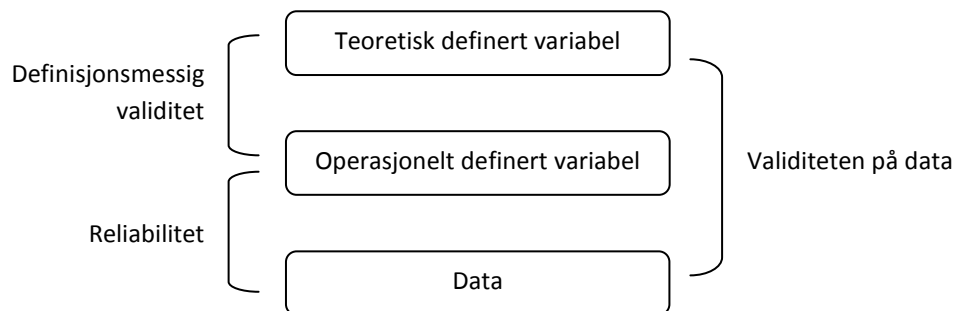 Teoretisk definert variabel
Definisjonsmessig
validitet
Operasjonelt definert variabel
Validiteten på data
Reliabilitet
Data